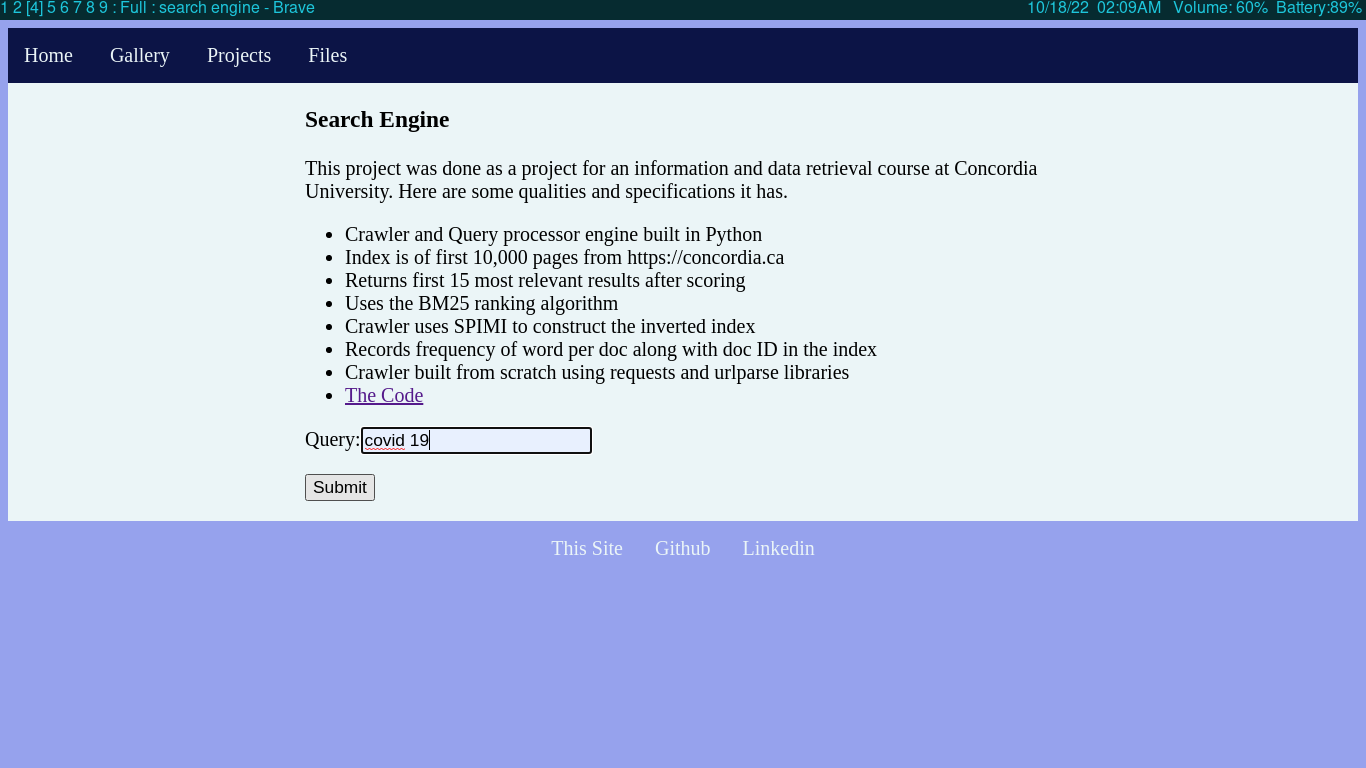 1 2 [4] 5 6 7 8 9 : Full : search engine - Brave 10/18/22 02:09AM Volume: 60% Battery:89%
Home Gallery Projects Files
Search Engine
This project was done as a project for an information and data retrieval course at Concordia
University. Here are some qualities and specifications it has.
• Crawler and Query processor engine built in Python
• Index is of first 10,000 pages from https://concordia.ca
• Returns first 15 most relevant results after scoring
• Uses the BM25 ranking algorithm
• Crawler uses SPIMI to construct the inverted index
• Records frequency of word per doc along with doc ID in the index
• Crawler built from scratch using requests and urlparse libraries
• The Code
Query: covid 19
Submit
This Site Github Linkedin